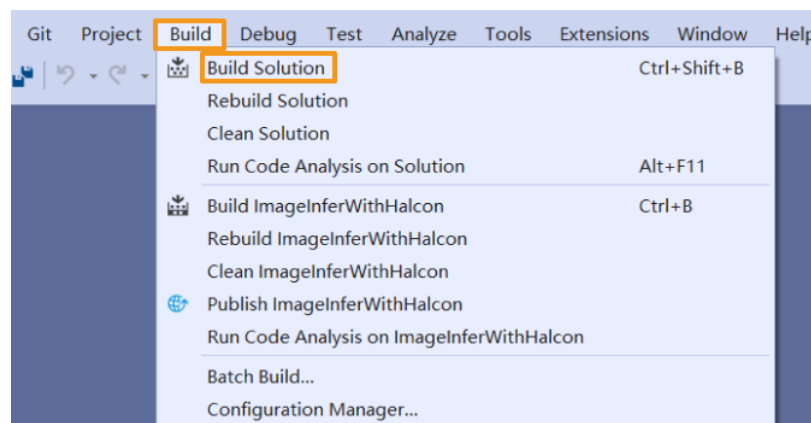 Git Project Build Debug Test Analyze Tools Extensions Window Help
Build Solution Ctrl+Shift+B
Rebuild Solution
Clean Solution
Run Code Analysis on Solution Alt+F11
Build ImageInferWithHalcon Ctrl+B
Rebuild ImageInferWithHalcon
Clean ImageInferWithHalcon
Publish ImageInferWithHalcon
Run Code Analysis on ImageInferWithHalcon
Batch Build...
Configuration Manager...